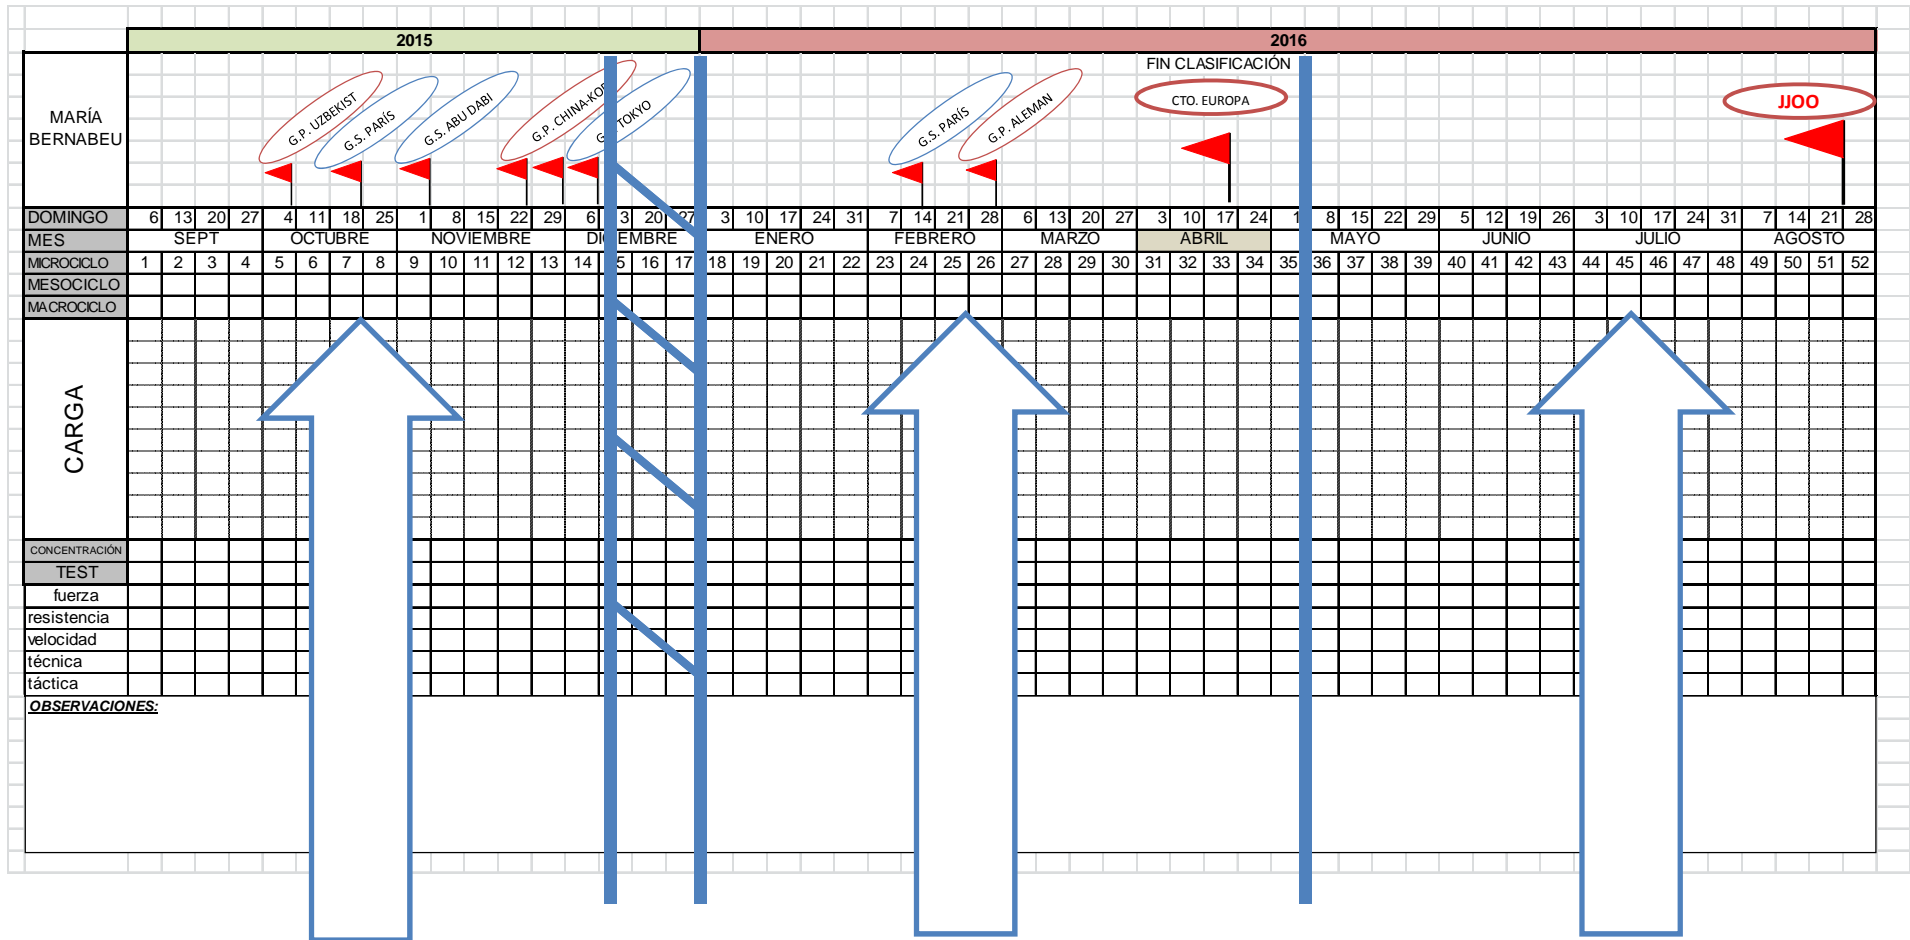 2015 2016
FIN CLASIFICACIÓN
MARÍA BERNABEU
G.P. UZBEKIST
G.S. PARÍS
G.S. ABU DABI
G.P. CHINA-KOR
TOKYO
G.S. PARÍS
G.P. ALEMAN
CTO. EUROPA
JJOO
DOMINGO 6 13 20 27 4 11 18 25 1 8 15 22 29 6 3 20 27 3 10 17 24 31 7 14 21 28 6 13 20 27 3 10 17 24 1 8 15 22 29 5 12 19 26 3 10 17 24 31 7 14 21 28
MES SEPT OCTUBRE NOVIEMBRE DICIEMBRE ENERO FEBRERO MARZO ABRIL MAYO JUNIO JULIO AGOSTO
MICROCICLO 1 2 3 4 5 6 7 8 9 10 11 12 13 14 5 16 17 18 19 20 21 22 23 24 25 26 27 28 29 30 31 32 33 34 35 36 37 38 39 40 41 42 43 44 45 46 47 48 49 50 51 52
MESOCICLO
MACROCICLO
CARGA
CONCENTRACIÓN
TEST
fuerza
resistencia
velocidad
técnica
táctica
OBSERVACIONES: